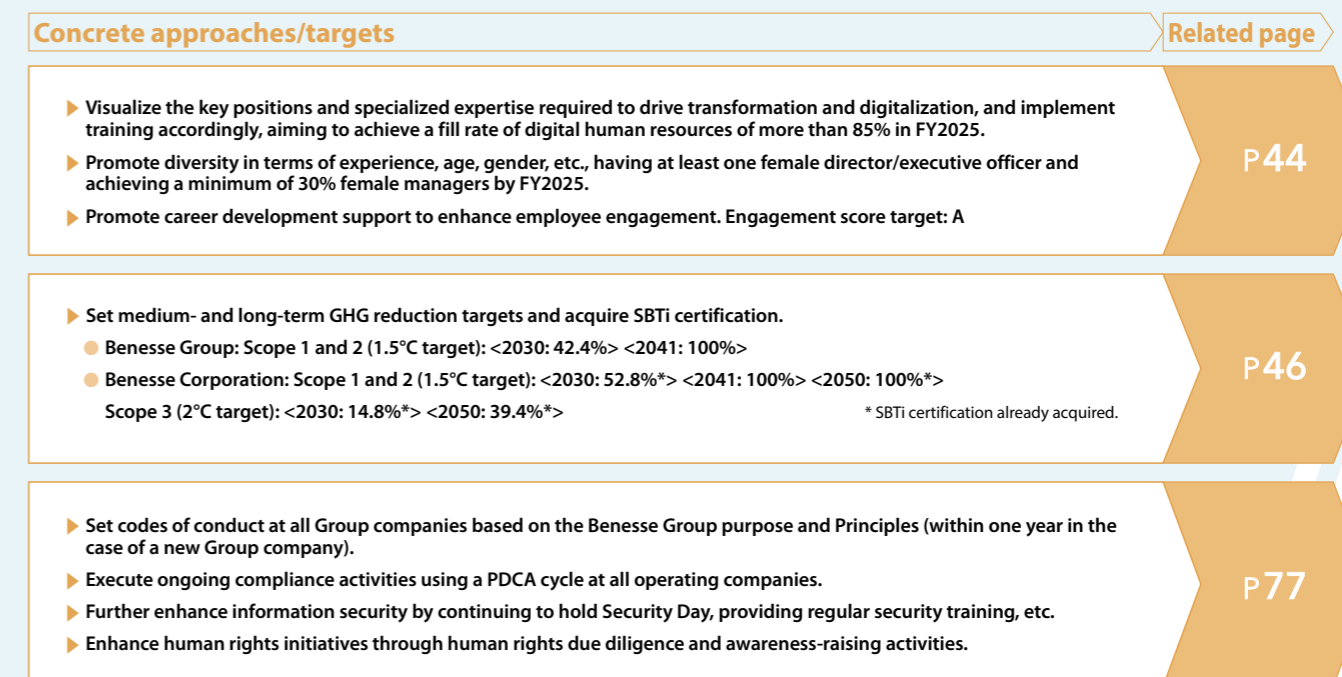 Concrete approaches/targets
Related page
Visualize the key positions and specialized expertise required to drive transformation and digitalization, and implement
training accordingly, aiming to achieve a fill rate of digital human resources of more than 85% in FY2025.
Promote diversity in terms of experience, age, gender, etc., having at least one female director/executive officer and
achieving a minimum of 30% female managers by FY2025.
Promote career development support to enhance employee engagement. Engagement score target: A
P44
Set medium- and long-term GHG reduction targets and acquire SBTi certification.
Benesse Group: Scope 1 and 2 (1.5°C target): <2030: 42.4%> <2041: 100%>
Benesse Corporation: Scope 1 and 2 (1.5°C target): <2030: 52.8%*> <2041: 100%> <2050: 100%*>
Scope 3 (2°C target): <2030: 14.8%*> <2050: 39.4%*>
* SBTi certification already acquired.
P46
Set codes of conduct at all Group companies based on the Benesse Group purpose and Principles (within one year in the
case of a new Group company).
Execute ongoing compliance activities using a PDCA cycle at all operating companies.
Further enhance information security by continuing to hold Security Day, providing regular security training, etc.
Enhance human rights initiatives through human rights due diligence and awareness-raising activities.
P77